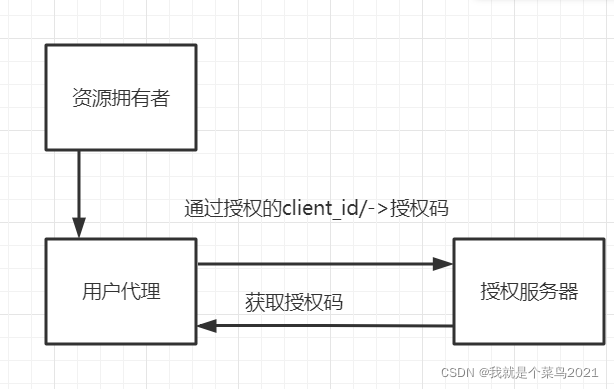 资源拥有者
通过授权的client_id/->授权码
用户代理
授权服务器
获取授权码
CSDN @我就是个菜鸟2021